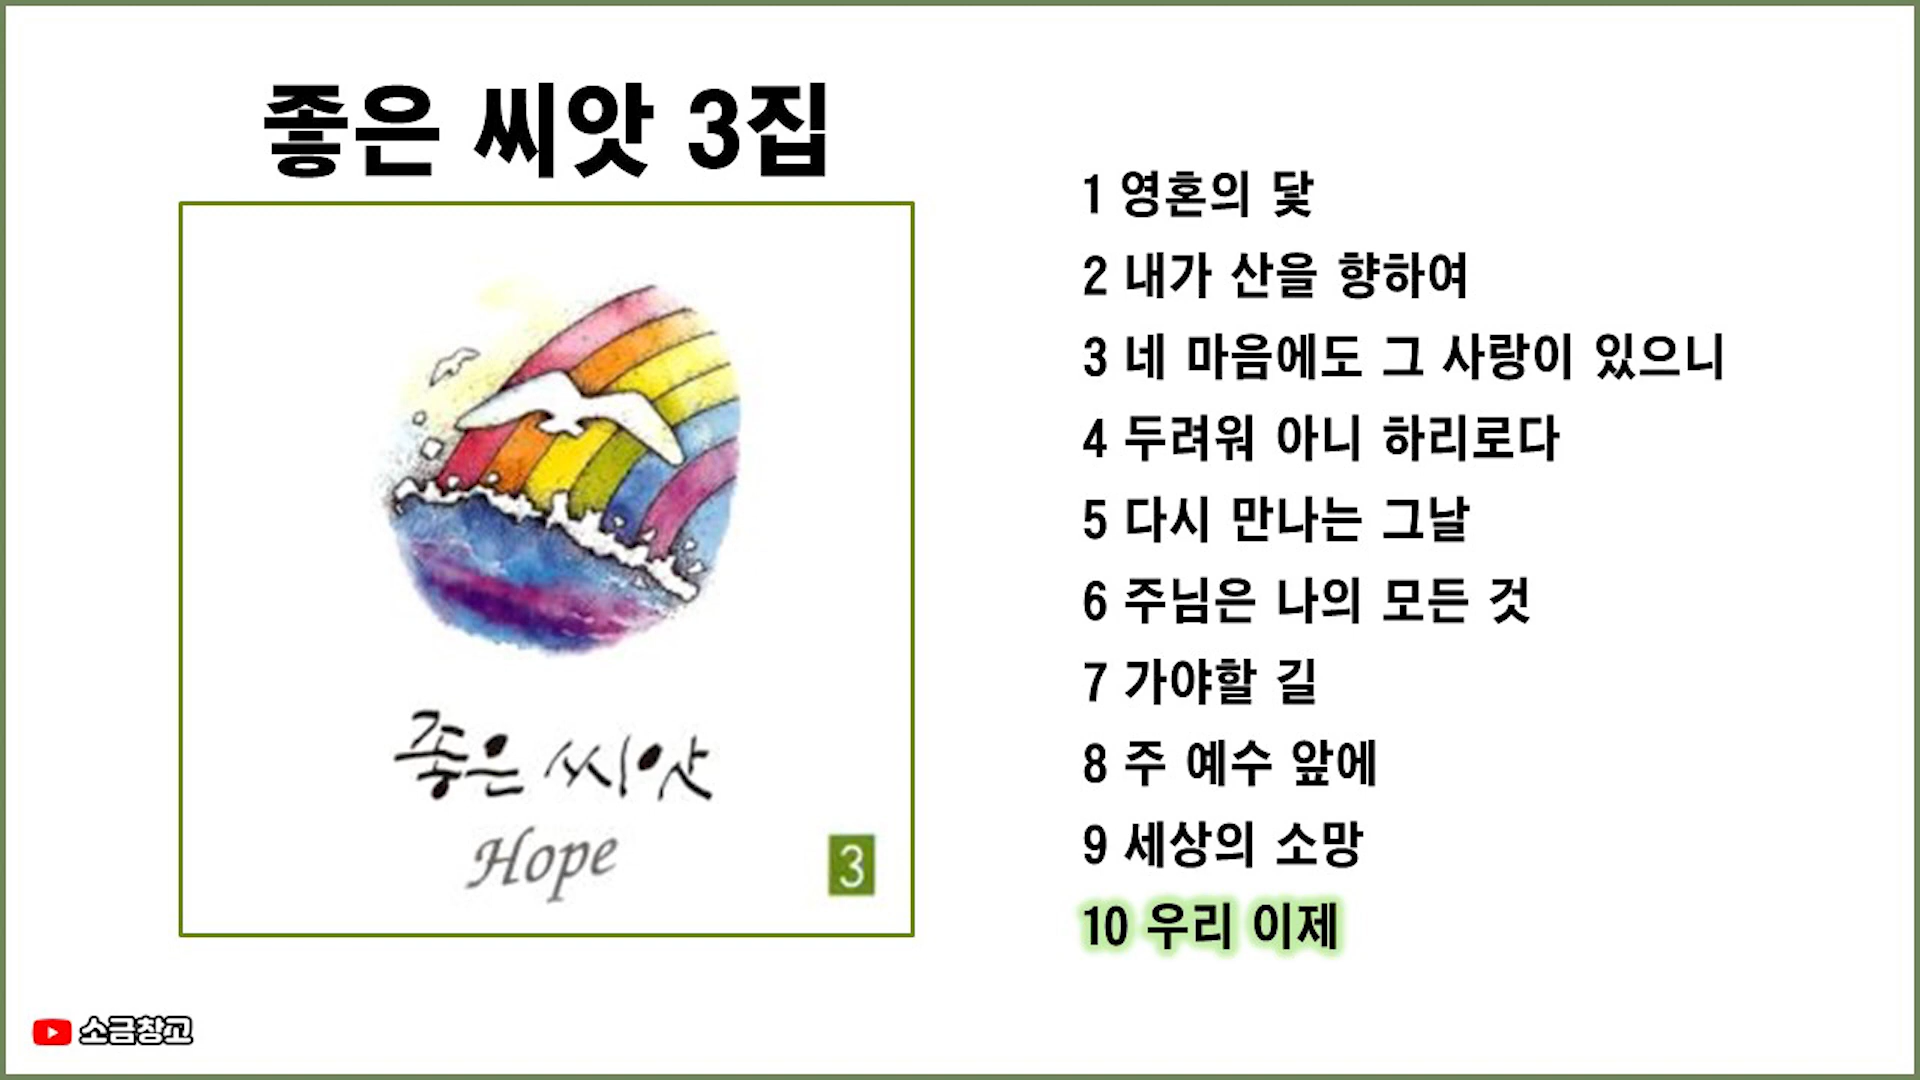 좋은 씨앗 3집
좋은 씨앗
Hope
3
1 영혼의 닻
2 내가 산을 향하여
3 네 마음에도 그 사랑이 있으니
4 두려워 아니 하리로다
5 다시 만나는 그날
6 주님은 나의 모든 것
7 가야할 길
8 주 예수 앞에
9 세상의 소망
10 우리 이제
소금창고